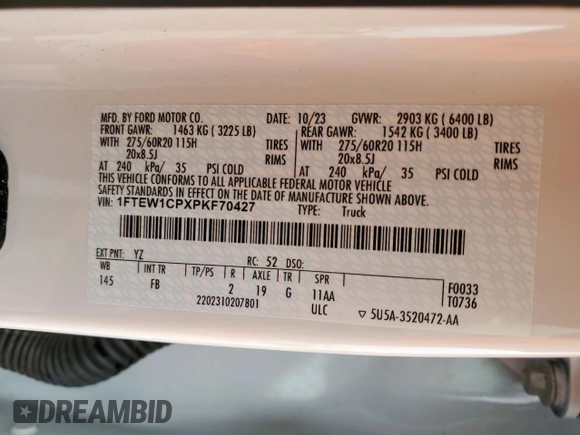 MFD. BY FORD MOTOR CO.
DATE: 10/23 GVWR: 2903 KG ( 6400 LB)
FRONT GAWR: 1463 KG ( 3225 LB)
REAR GAWR: 1542 KG ( 3400 LB)
WITH 275/60R20 115H TIRES
WITH 275/60R20 115H TIRES
20x8.5J RIMS
20x8.5J RIMS
AT 240 kPa/ 35 PSI COLD
AT 240 kPa/ 35 PSI COLD
THIS VEHICLE CONFORMS TO ALL APPLICABLE FEDERAL MOTOR VEHICLE
SAFETY STANDARDS IN EFFECT ON THE DATE OF MANUFACTURE SHOWN ABOVE.
VIN: 1FTEW1CPXPKF70427 TYPE: Truck
EXT PNT: YZ RC: 52 DSO:
WB INT TR TP/PS R AXLE TR SPR F0033
145 FB 2 19 G 11AA T0736
2202310207801 ULC ▽ 5U5A-3520472-AA
DREAMBID